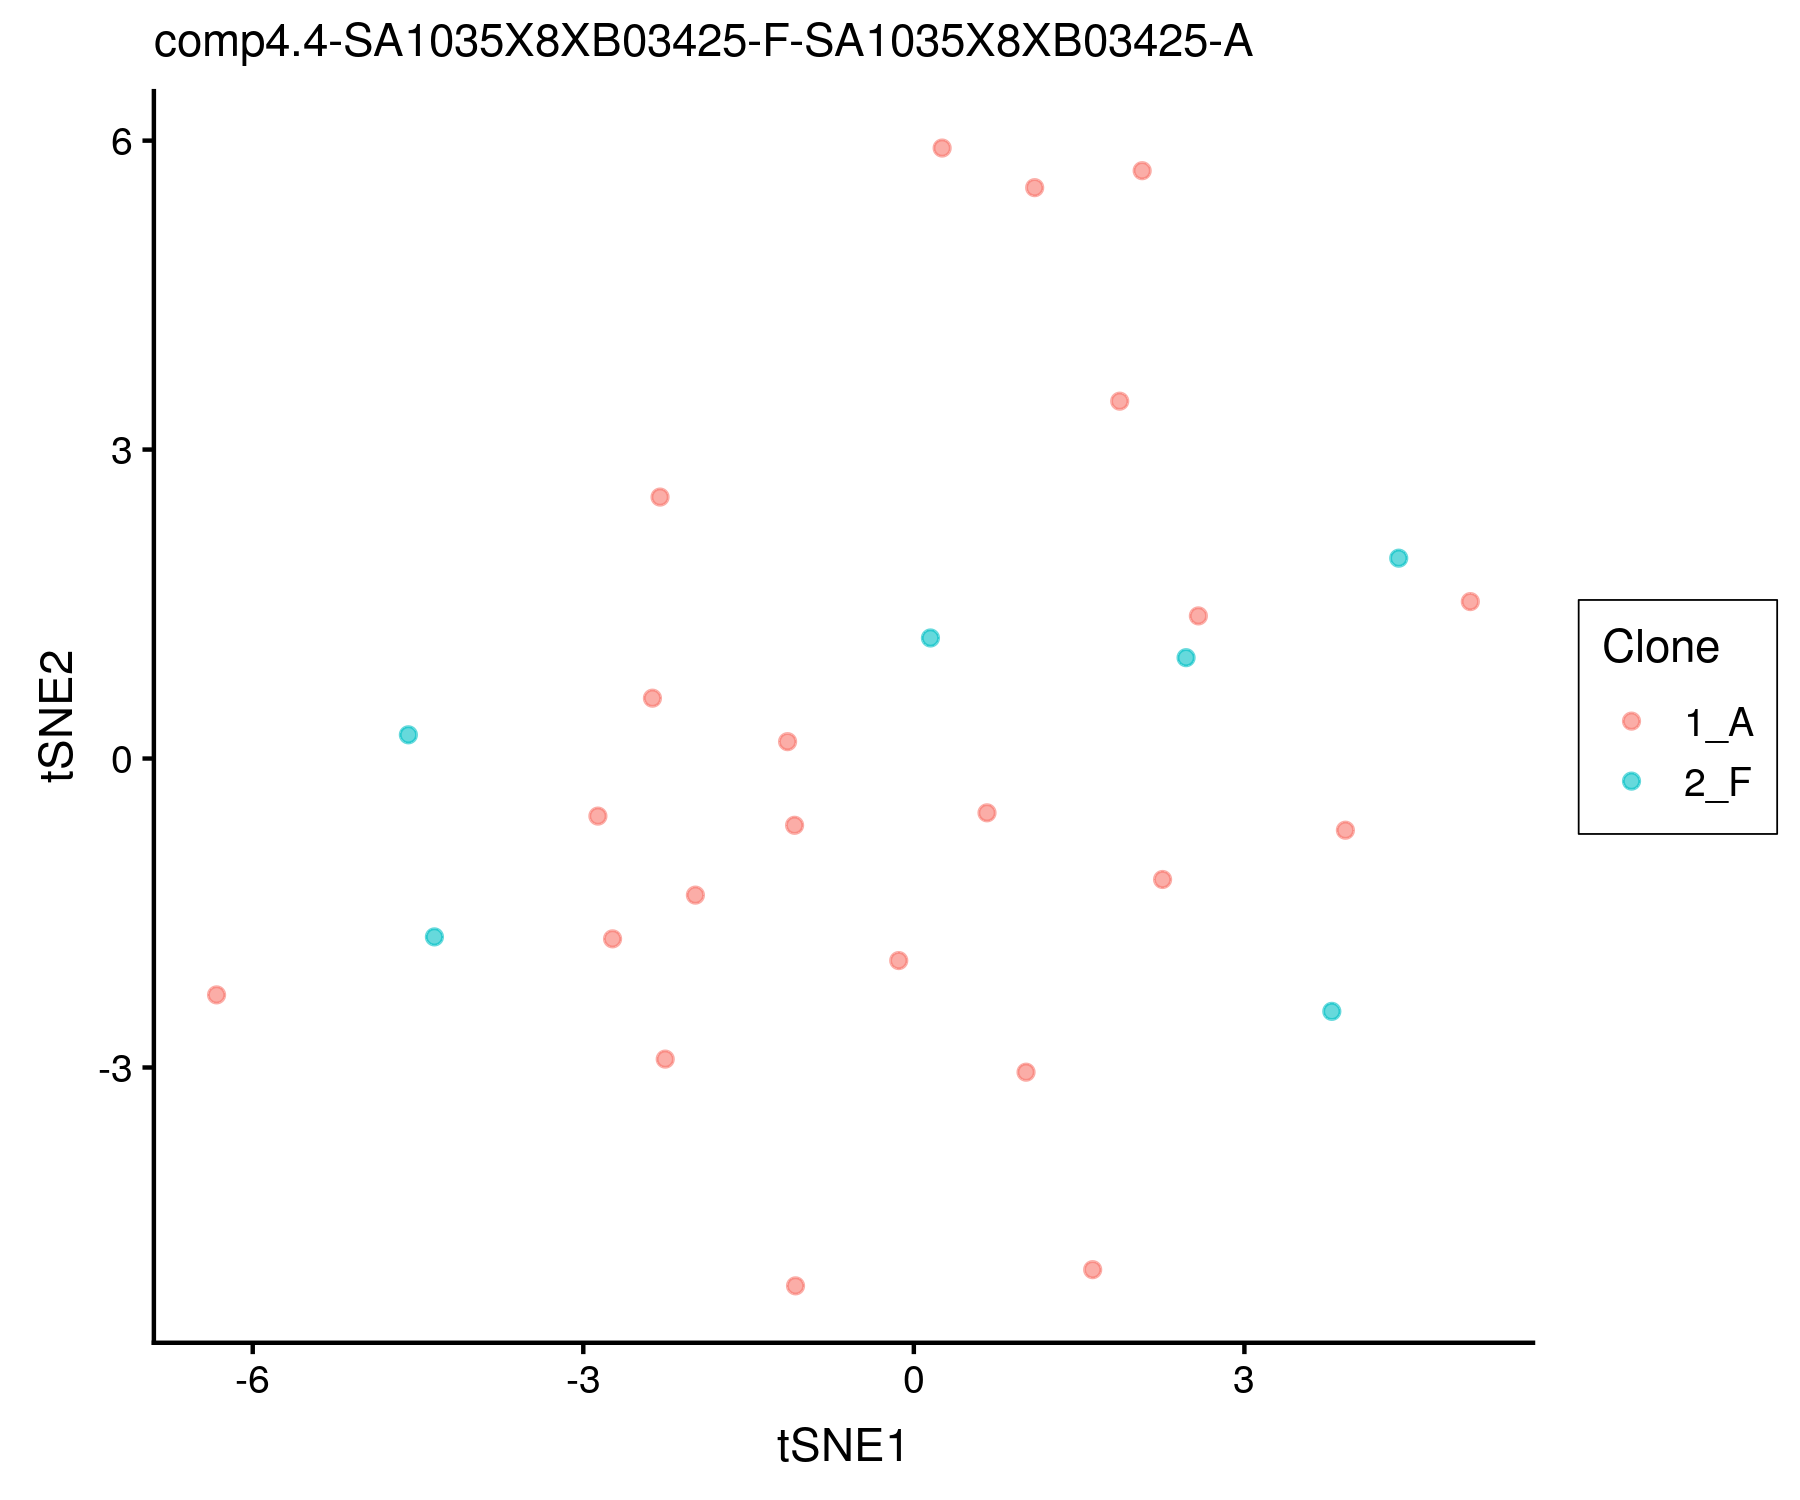 comp4.4-SA1035X8XB03425-F-SA1035X8XB03425-A
6
3
0
-3
tSNE2
-6
-3
0
3
tSNE1
Clone
1_A
2_F